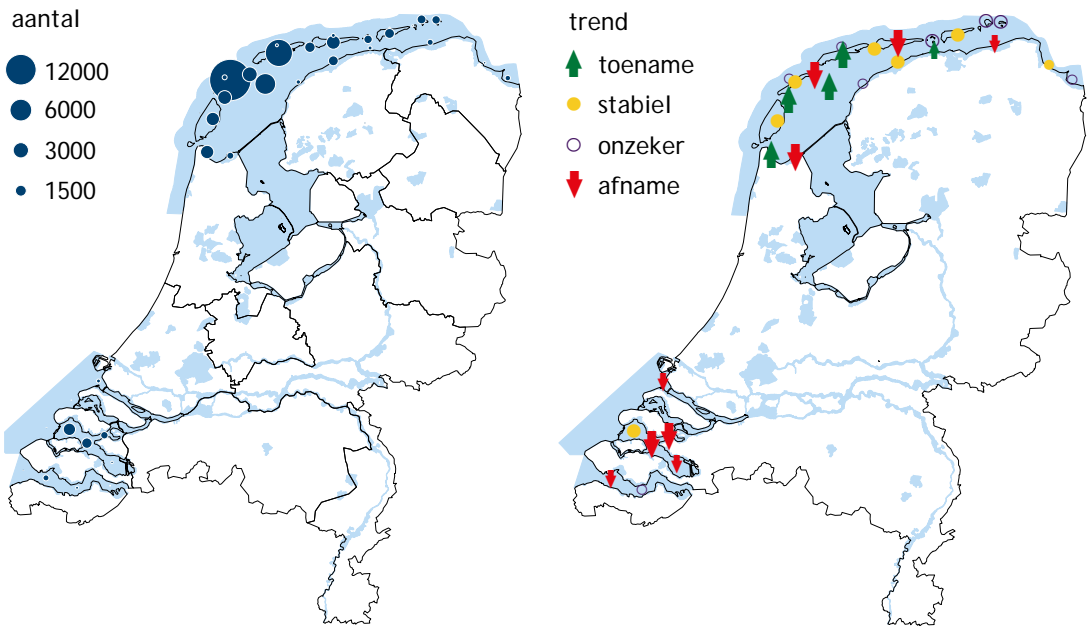 aantal
12000
6000
3000
1500
trend
toename
stabiel
onzeker
afname